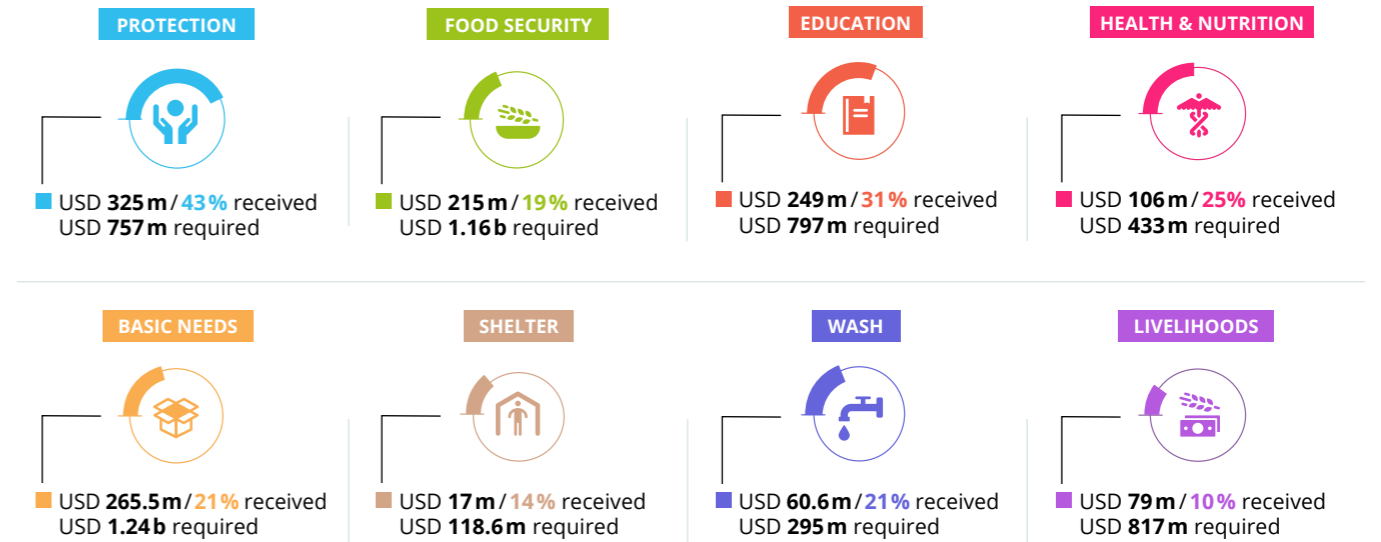 PROTECTION
USD 325 m / 43 % received
USD 757 m required
FOOD SECURITY
USD 215 m / 19 % received
USD 1.16 b required
EDUCATION
USD 249 m / 31 % received
USD 797 m required
HEALTH & NUTRITION
USD 106 m / 25% received
USD 433 m required
BASIC NEEDS
USD 265.5 m / 21 % received
USD 1.24 b required
SHELTER
USD 17 m / 14 % received
USD 118.6 m required
WASH
USD 60.6 m / 21 % received
USD 295 m required
LIVELIHOODS
USD 79 m / 10 % received
USD 817 m required